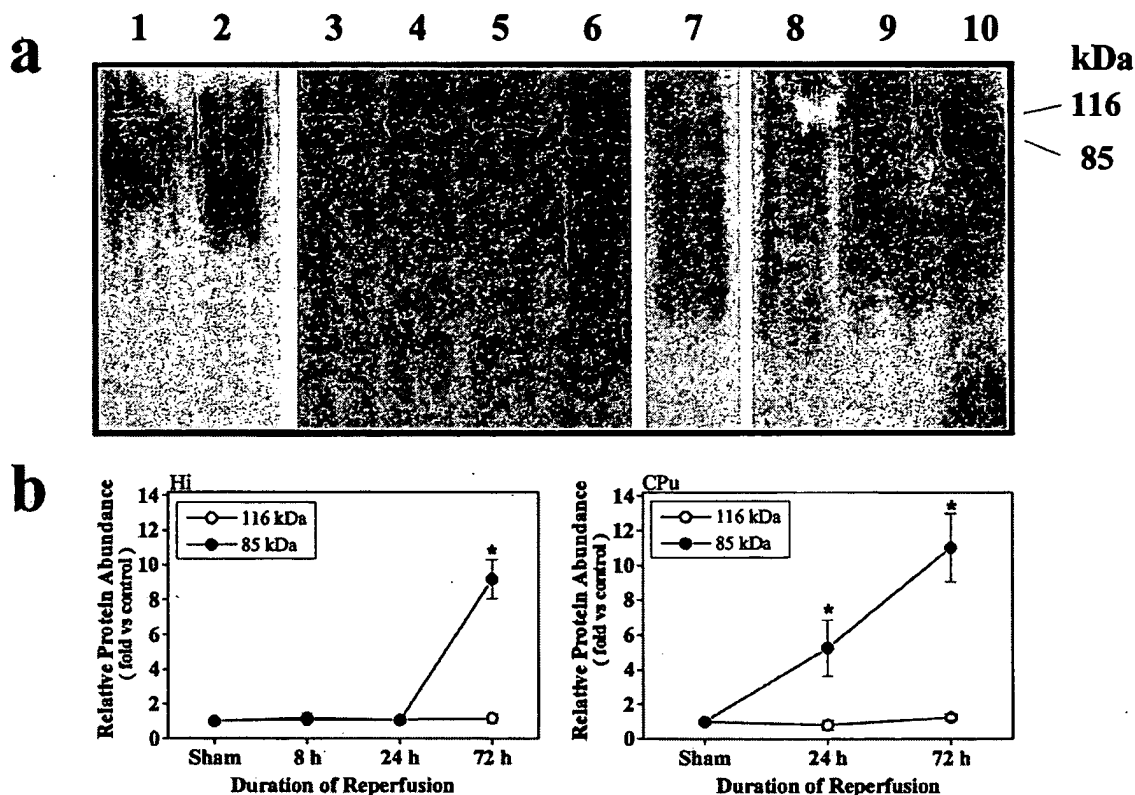 a
1 2 3 4 5 6 7 8 9 10
kDa
116
85
b
Hi
116 kDa
85 kDa
*
Relative Protein Abundance
( fold vs control)
14
12
10
8
6
4
2
0
Sham 8 h 24 h 72 h
Duration of Reperfusion
CPu
116 kDa
85 kDa
*
*
Relative Protein Abundance
( fold vs control)
14
12
10
8
6
4
2
0
Sham 24 h 72 h
Duration of Reperfusion